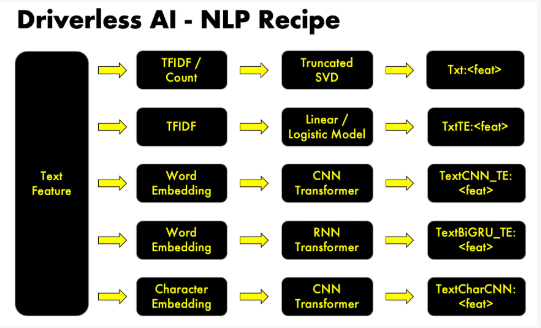 Driverless AI - NLP Recipe
Text
Feature
TFIDF /
Count
Truncated
SVD
Txt:<feat>
TFIDF
Linear /
Logistic Model
TxtTE:<feat>
Word
Embedding
CNN
Transformer
TextCNN_TE:
<feat>
Word
Embedding
RNN
Transformer
TextBiGRU_TE:
<feat>
Character
Embedding
CNN
Transformer
TextCharCNN:
<feat>